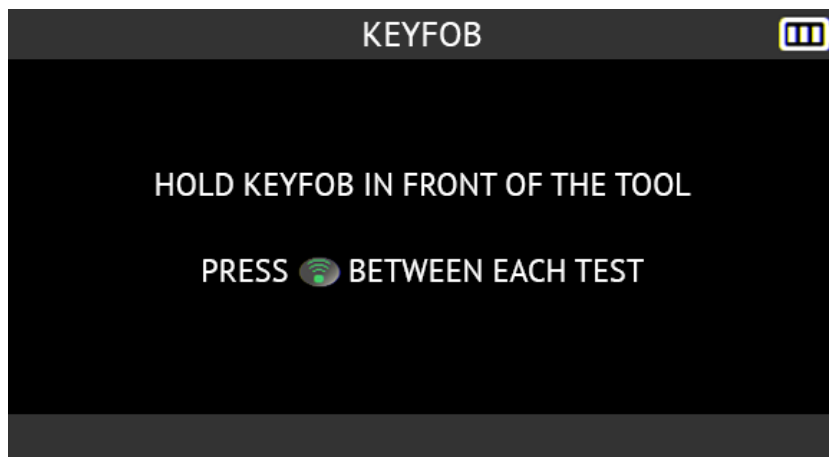 KEYFOB
HOLD KEYFOB IN FRONT OF THE TOOL
PRESS BETWEEN EACH TEST